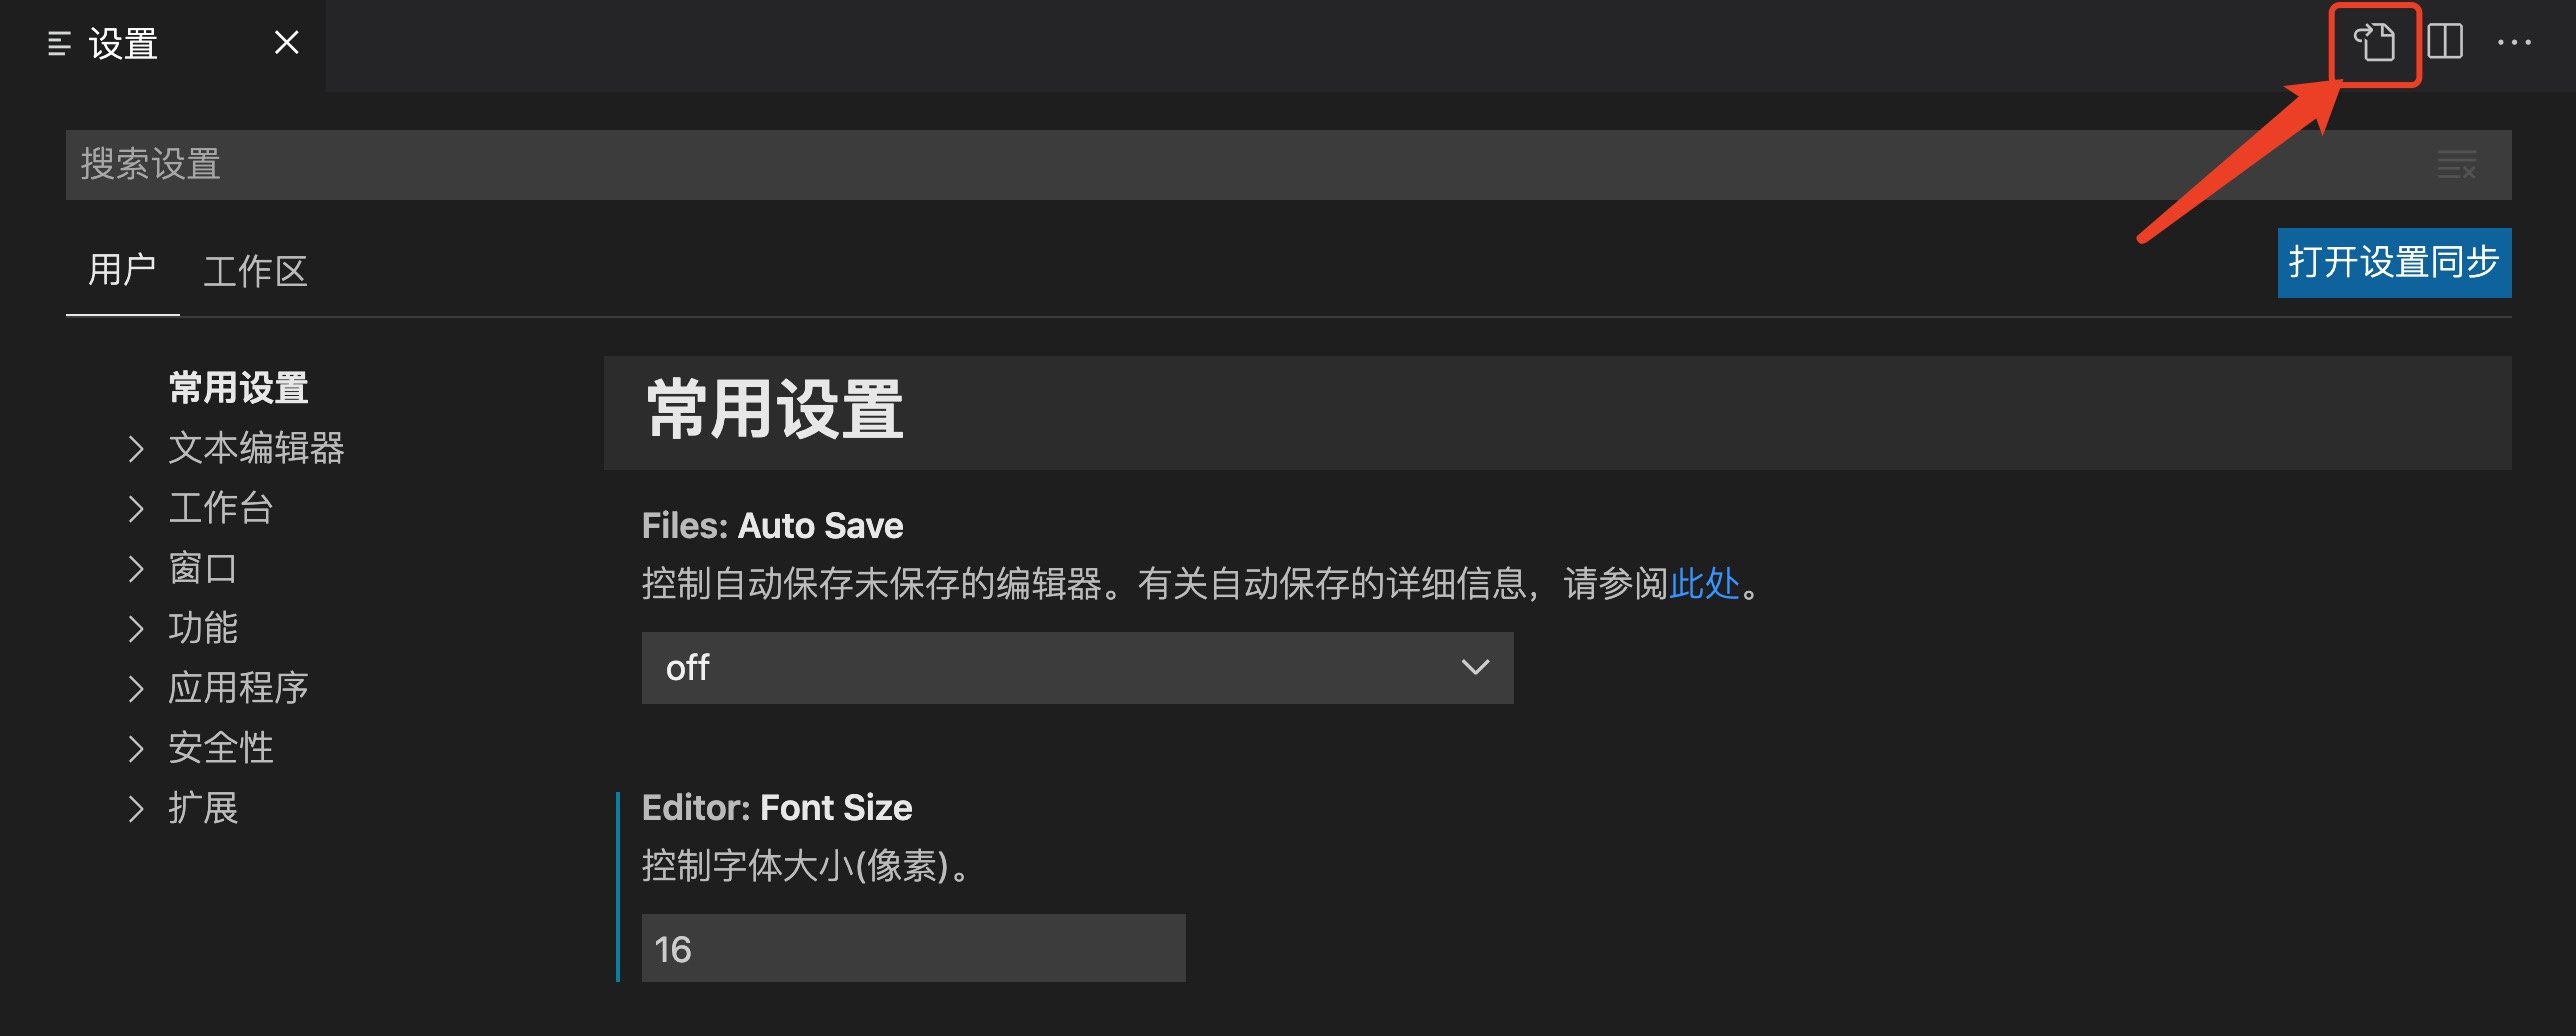 设置
搜索设置
用户 工作区
打开设置同步
常用设置
文本编辑器
工作台
窗口
功能
应用程序
安全性
扩展
常用设置
Files: Auto Save
控制自动保存未保存的编辑器。有关自动保存的详细信息，请参阅此处。
off
Editor: Font Size
控制字体大小(像素)。
16